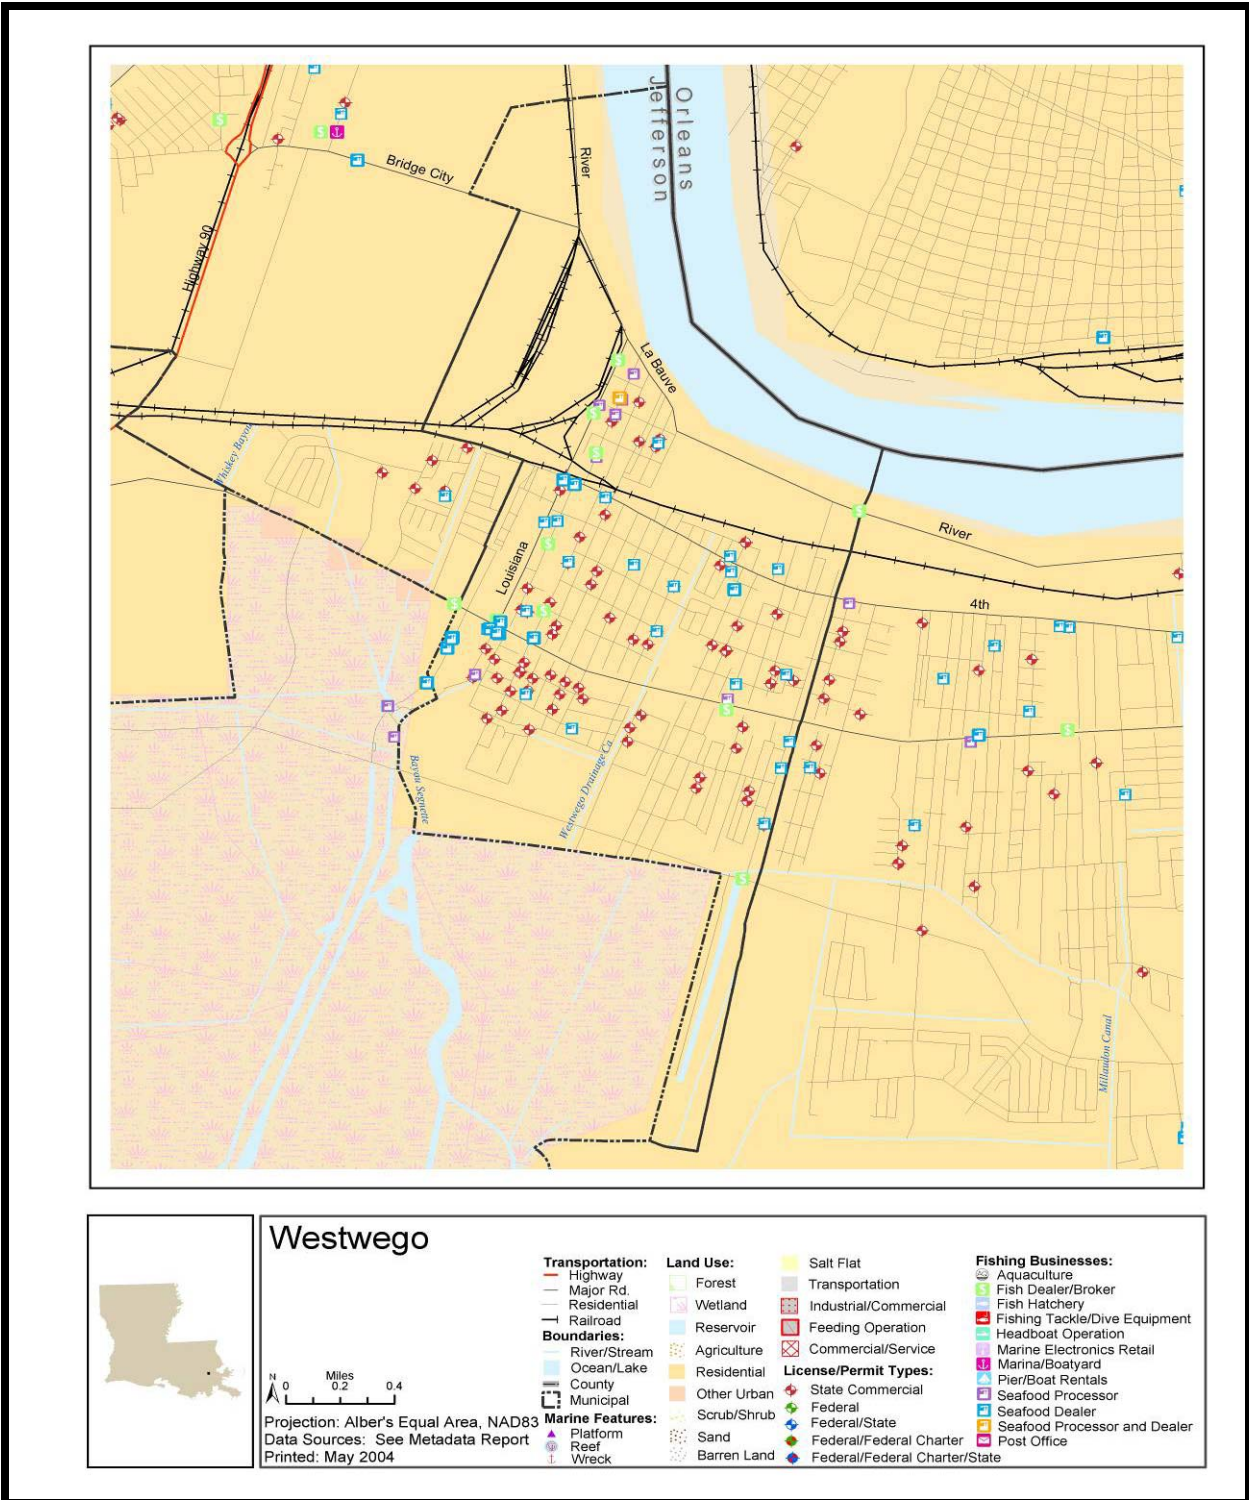 Orleans
Jefferson
Bridge City
River
Highway 90
La Bauve
Whiskey Bayou
River
Louisiana
4th
Westwego Drainage Ca
Bayou Segnette
Millaudon Canal
Westwego
N
Miles
0 0.2 0.4
Projection: Alber's Equal Area, NAD83
Data Sources: See Metadata Report
Printed: May 2004
Transportation:
Highway
Major Rd.
Residential
Railroad
Boundaries:
River/Stream
Ocean/Lake
County
Municipal
Marine Features:
Platform
Reef
Wreck
Land Use:
Forest
Wetland
Reservoir
Agriculture
Residential
Other Urban
Scrub/Shrub
Sand
Barren Land
Salt Flat
Transportation
Industrial/Commercial
Feeding Operation
Commercial/Service
License/Permit Types:
State Commercial
Federal
Federal/State
Federal/Federal Charter
Federal/Federal Charter/State
Fishing Businesses:
Aquaculture
Fish Dealer/Broker
Fish Hatchery
Fishing Tackle/Dive Equipment
Headboat Operation
Marine Electronics Retail
Marina/Boatyard
Pier/Boat Rentals
Seafood Processor
Seafood Dealer
Seafood Processor and Dealer
Post Office